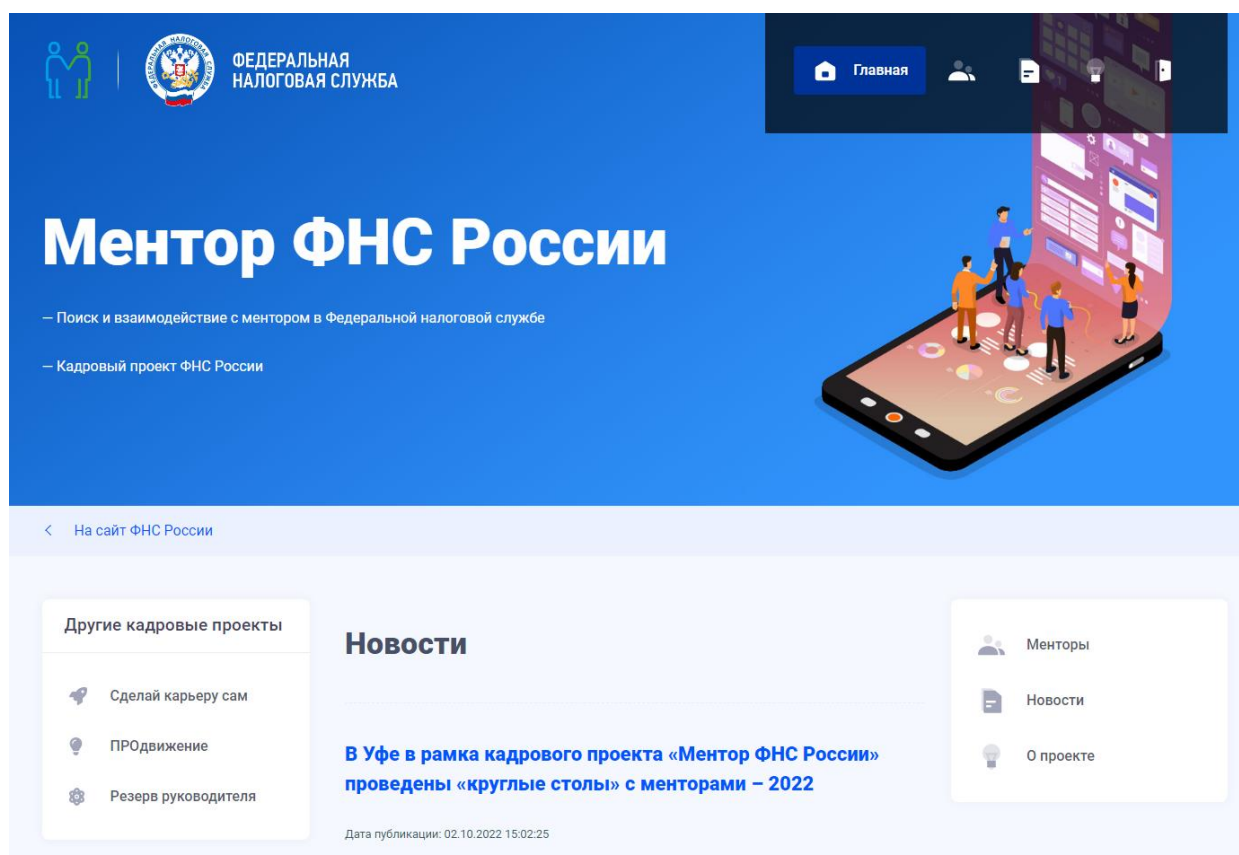 ФЕДЕРАЛЬНАЯ
НАЛОГОВАЯ СЛУЖБА
Главная
Ментор ФНС России
— Поиск и взаимодействие с ментором в Федеральной налоговой службе
— Кадровый проект ФНС России
На сайт ФНС России
Другие кадровые проекты
Сделай карьеру сам
ПРОдвижение
Резерв руководителя
Новости
В Уфе в рамка кадрового проекта «Ментор ФНС России»
проведены «круглые столы» с менторами – 2022
Дата публикации: 02.10.2022 15:02:25
Менторы
Новости
О проекте